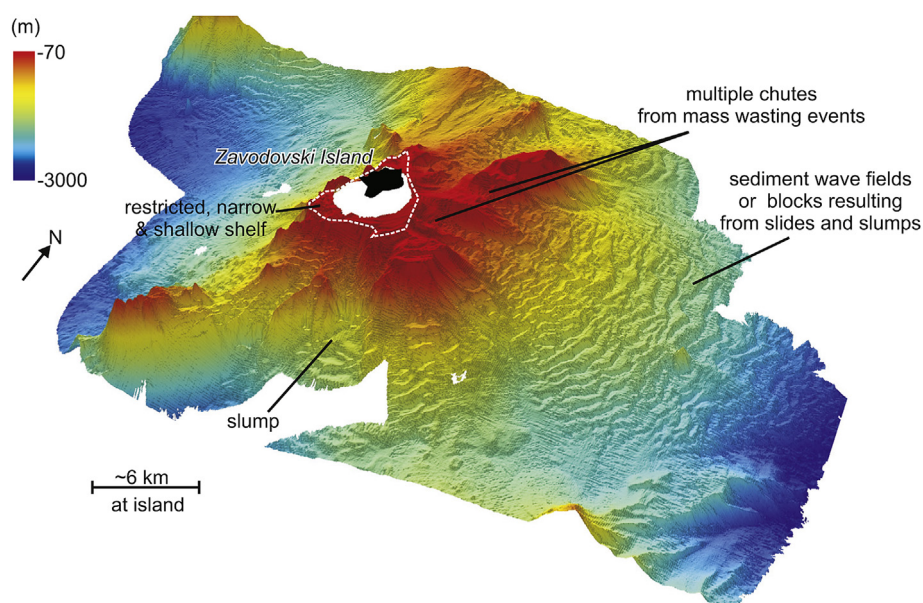 (m)
-70
-3000
multiple chutes
from mass wasting events
Zavodovski Island
sediment wave fields
or blocks resulting
from slides and slumps
restricted, narrow
& shallow shelf
N
slump
~6 km
at island